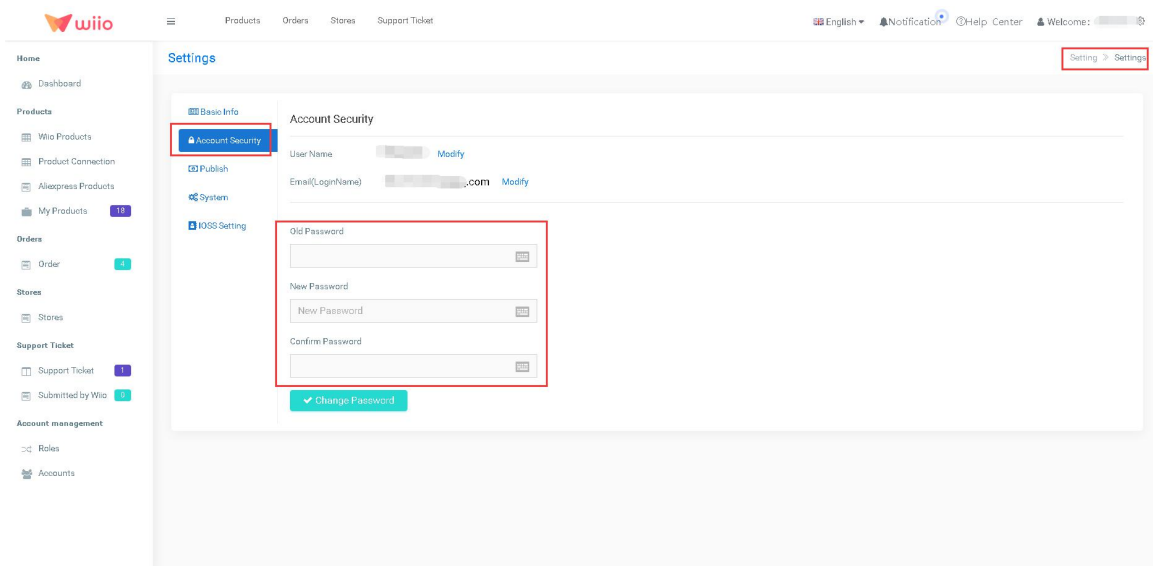 wiio
Products Orders Stores Support Ticket
English Notification Help Center Welcome:
Home
Dashboard
Products
Wiio Products
Product Connection
Aliexpress Products
My Products 18
Orders
Order 4
Stores
Stores
Support Ticket
Support Ticket 1
Submitted by Wiio 0
Account management
Roles
Accounts
Settings
Setting Settings
Basic Info
Account Security
Publish
System
IOSS Setting
Account Security
User Name Modify
Email(LoginName) .com Modify
Old Password
New Password
New Password
Confirm Password
Change Password